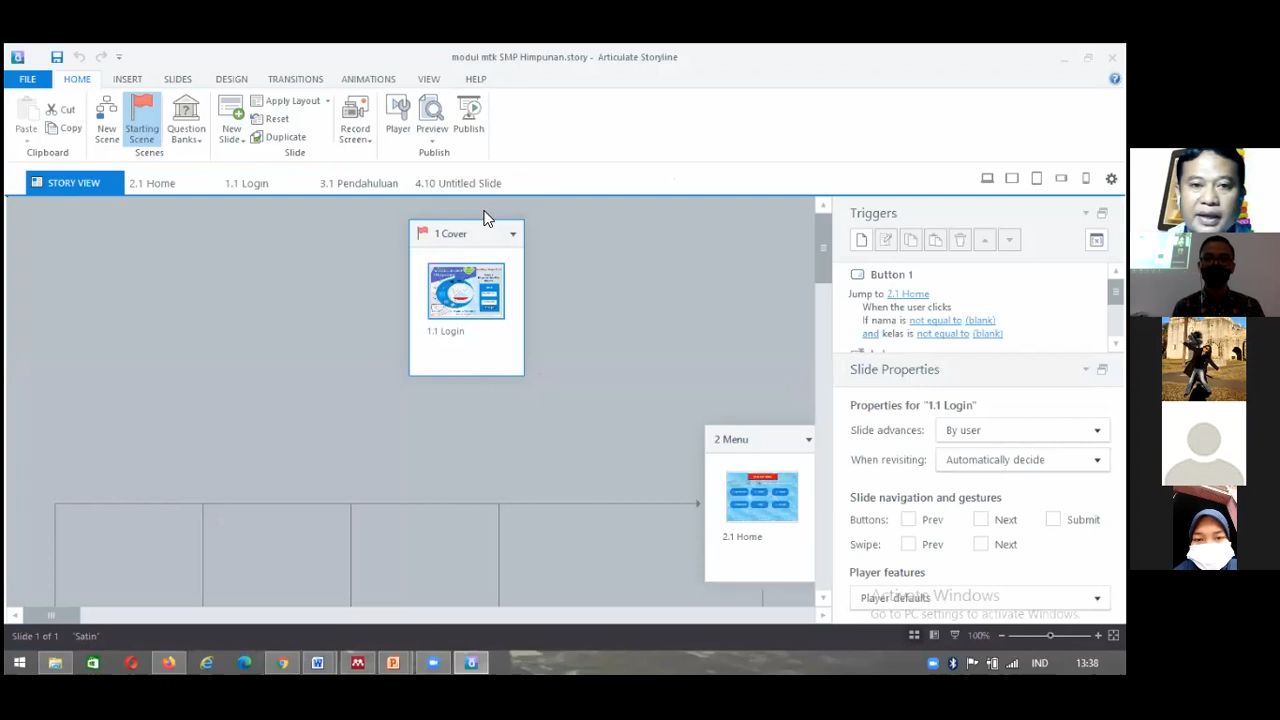 modul mtk SMP Himpunan.story - Articulate Storyline
FILE HOME INSERT SLIDES DESIGN TRANSITIONS ANIMATIONS VIEW HELP
Paste Cut Copy
New Scene Starting Scene Question Banks
New Slide Apply Layout Reset Duplicate Record Screen
Player Preview Publish
Clipboard Scenes Slide Publish
STORY VIEW 2.1 Home 1.1 Login 3.1 Pendahuluan 4.10 Untitled Slide
1 Cover
1.1 Login
2 Menu
2.1 Home
Triggers
Button 1
Jump to 2.1 Home
When the user clicks
If nama is not equal to (blank)
and kelas is not equal to (blank)
Slide Properties
Properties for "1.1 Login"
Slide advances: By user
When revisiting: Automatically decide
Slide navigation and gestures
Buttons: Prev Next Submit
Swipe: Prev Next
Player features
Player defaults
Activate Windows
Go to PC settings to activate Windows.
Slide 1 of 1 "Satin" 100%
IND 13:38